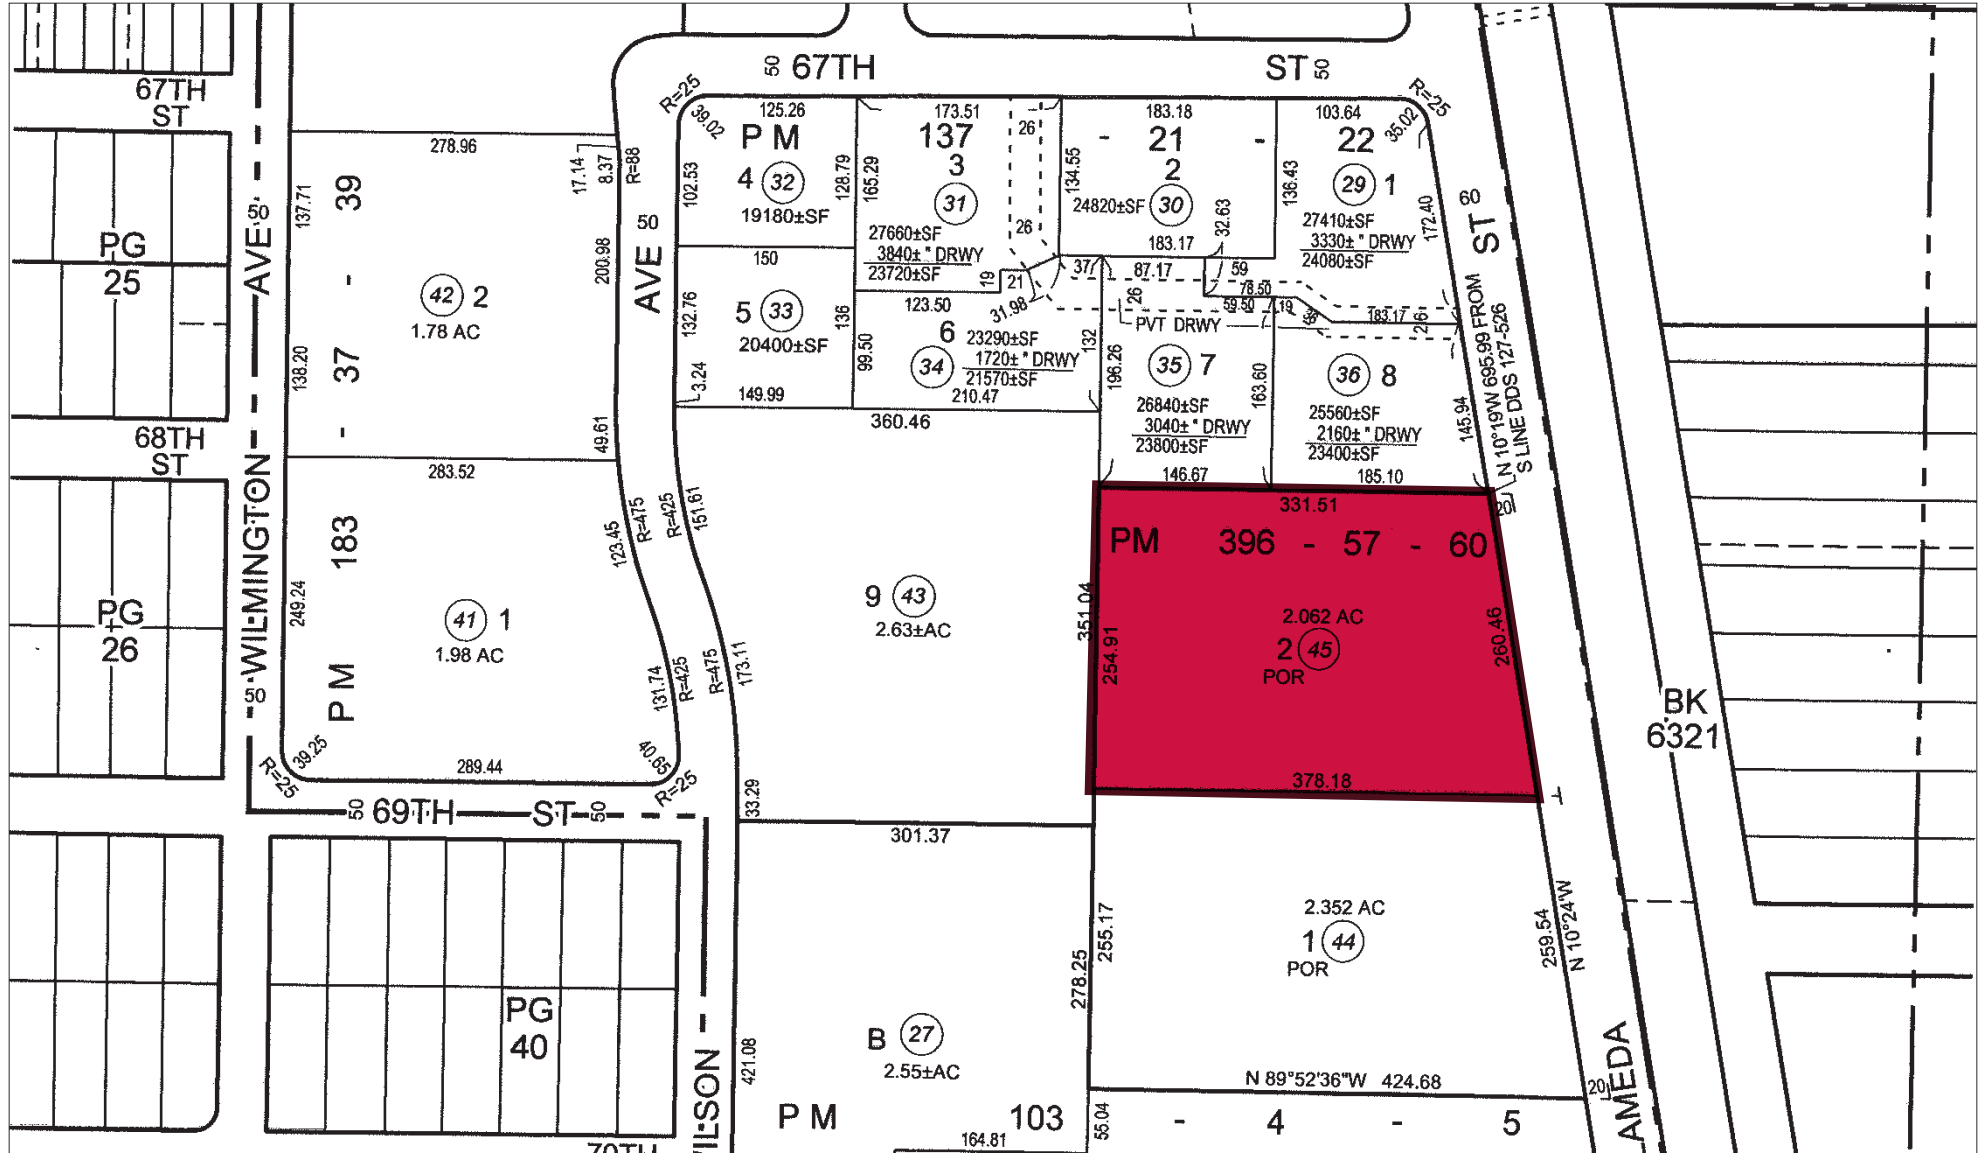 67TH
ST
50
67TH
ST
50
R=25
39.02
125.26
173.51
183.18
103.64
R=25
35.02
278.96
17.14
8.37
R=88
P M
137
-
21
-
22
26
4
32
19180±SF
102.53
128.79
165.29
3
31
27660±SF
3840± " DRWY
23720±SF
26
134.55
2
24820±SF
30
183.17
32.63
136.43
29
1
27410±SF
3330± " DRWY
24080±SF
172.40
60
ST
137.71
39
-
37
-
183
P M
50
AVE
PG
25
42
2
1.78 AC
200.98
50
AVE
138.20
49.61
150
5
33
20400±SF
132.76
136
3.24
149.99
19
21
37
87.17
59
78.50
59.50
19
26
123.50
31.98
6
23290±SF
1720± " DRWY
21570±SF
34
99.50
132
210.47
PVT DRWY
183.17
26
196.26
35
7
26840±SF
3040± " DRWY
23800±SF
163.60
146.67
36
8
25560±SF
2160± " DRWY
23400±SF
185.10
145.94
N 10°19'W 695.99 FROM
S LINE DDS 127-526
68TH
ST
283.52
360.46
WILMINGTON
R=475
R=425
151.61
123.45
331.51
20
PM
396
-
57
-
60
249.24
PG
26
41
1
1.98 AC
9
43
2.63±AC
351.04
254.91
2.062 AC
2
45
POR
260.46
131.74
R=425
R=475
173.11
50
BK
6321
39.25
R=25
289.44
40.65
R=25
378.18
50
69TH
ST
50
33.29
301.37
2.352 AC
1
44
POR
255.17
278.25
259.54
N 10°24'W
PG
40
B
27
2.55±AC
421.08
WILSON
N 89°52'36"W 424.68
20
AMEDA
P M
103
-
4
-
5
55.04
164.81
70TH